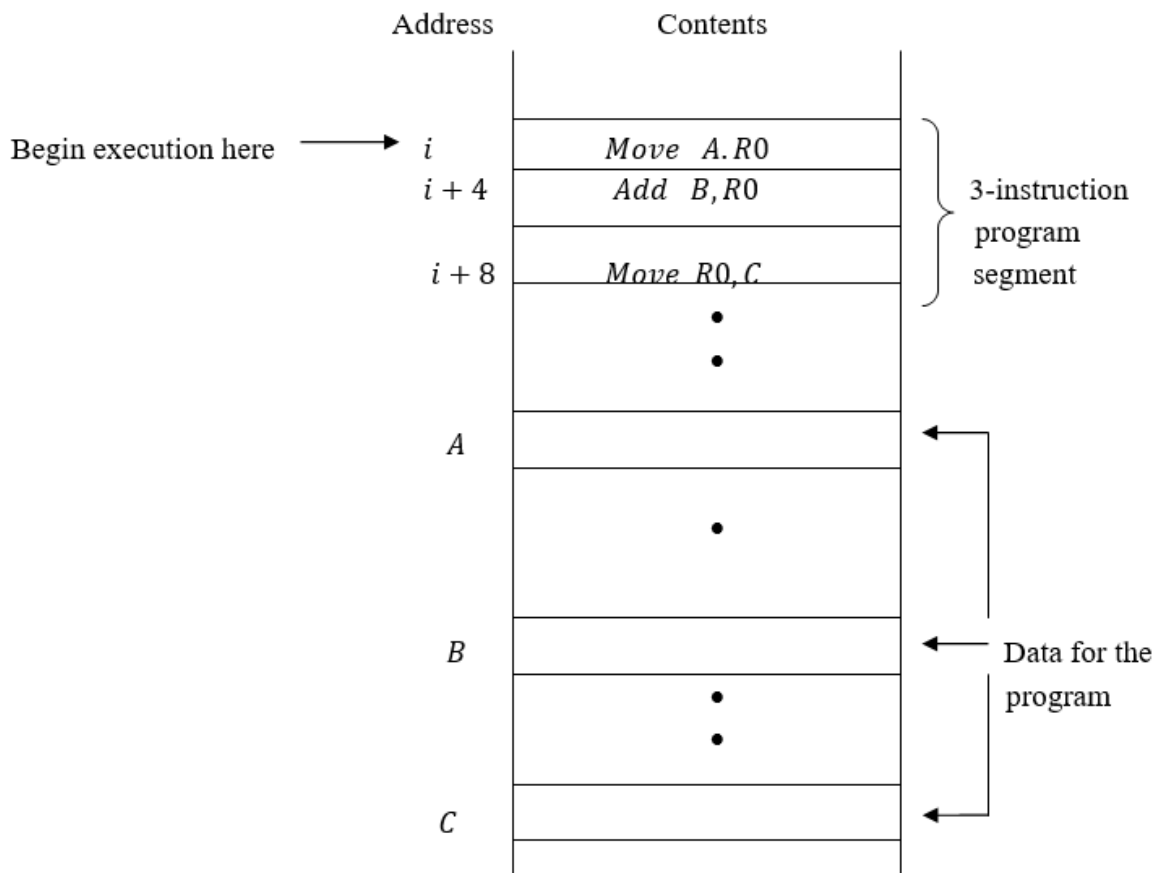 Address Contents
Begin execution here i Move A.R0
i + 4 Add B,R0
3-instruction
program
segment
i + 8 Move R0,C
A
B
Data for the
program
C